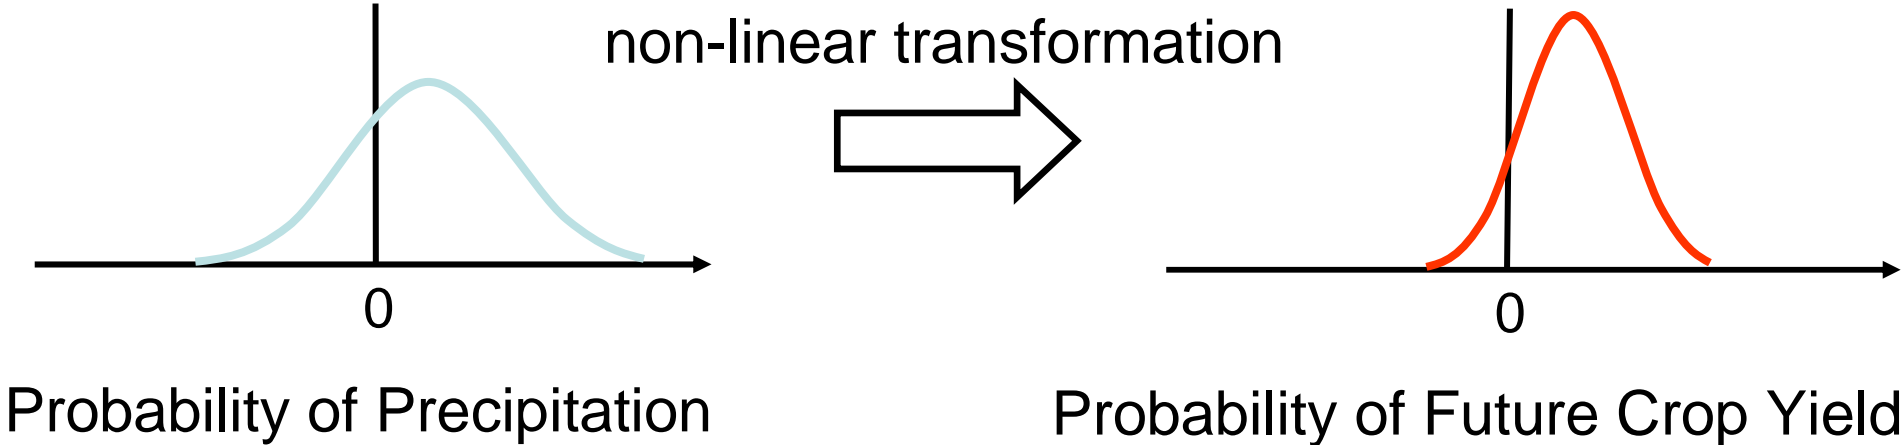 non-linear transformation
0
0
Probability of Precipitation
Probability of Future Crop Yield